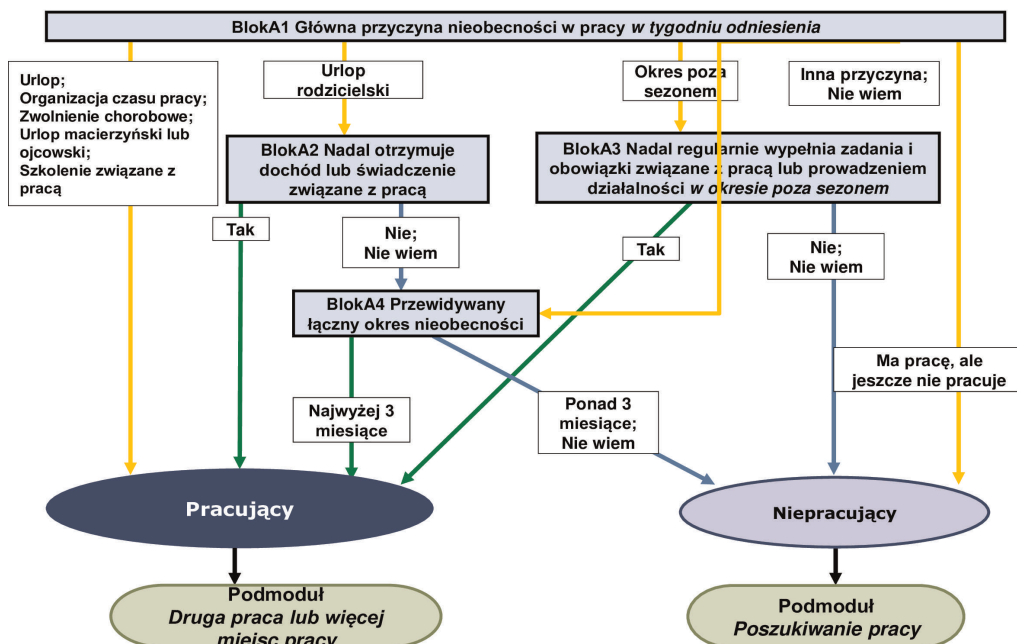 BlokA1 Główna przyczyna nieobecności w pracy w tygodniu odniesienia
Urlop;
Organizacja czasu pracy;
Zwolnienie chorobowe;
Urlop macierzyński lub
ojcowski;
Szkolenie związane z
pracą
Urlop
rodzicielski
Okres poza
sezonem
Inna przyczyna;
Nie wiem
BlokA2 Nadal otrzymuje
dochód lub świadczenie
związane z pracą
BlokA3 Nadal regularnie wypełnia zadania i
obowiązki związane z pracą lub prowadzeniem
działalności w okresie poza sezonem
Tak
Nie;
Nie wiem
Tak
Nie;
Nie wiem
BlokA4 Przewidywany
łączny okres nieobecności
Ma pracę, ale
jeszcze nie pracuje
Najwyżej 3
miesiące
Ponad 3
miesiące;
Nie wiem
Pracujący
Niepracujący
Podmoduł
Druga praca lub więcej
miejsc pracy
Podmoduł
Poszukiwanie pracy